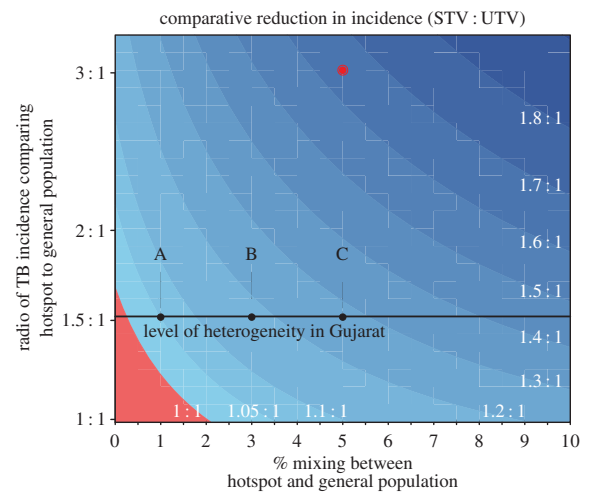 comparative reduction in incidence (STV : UTV)
radio of TB incidence comparing
hotspot to general population
3 : 1
2 : 1
1.5 : 1
1 : 1
1.8 : 1
1.7 : 1
1.6 : 1
1.5 : 1
1.4 : 1
1.3 : 1
A B C
level of heterogeneity in Gujarat
1 : 1 1.05 : 1 1.1 : 1 1.2 : 1
0 1 2 3 4 5 6 7 8 9 10
% mixing between
hotspot and general population